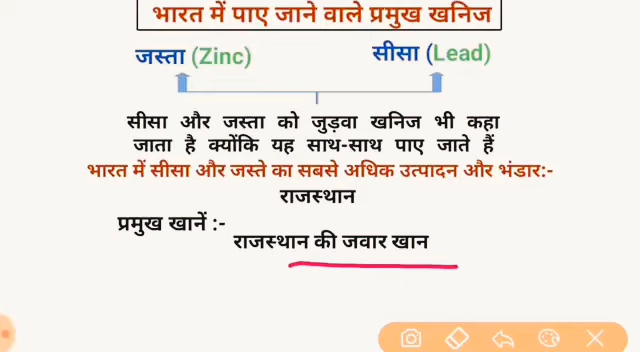 भारत में पाए जाने वाले प्रमुख खनिज
जस्ता (Zinc) सीसा (Lead)
सीसा और जस्ता को जुड़वा खनिज भी कहा
जाता है क्योंकि यह साथ-साथ पाए जाते हैं
भारत में सीसा और जस्ते का सबसे अधिक उत्पादन और भंडार:-
राजस्थान
प्रमुख खानें :-
राजस्थान की जवार खान